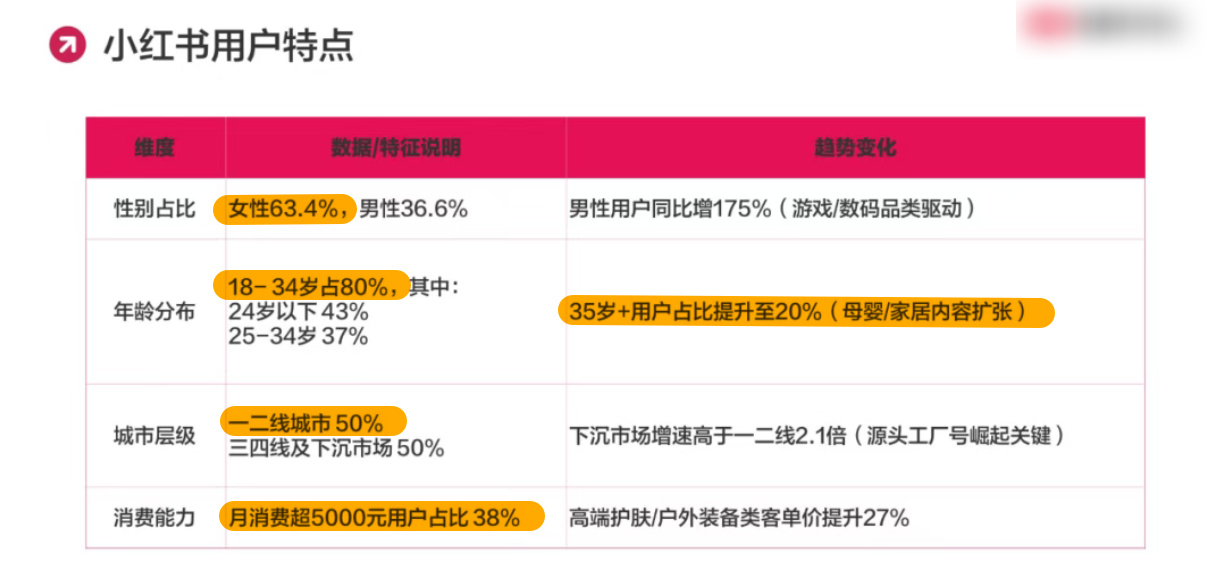 小红书用户特点
维度 数据/特征说明 趋势变化
性别占比 女性63.4%，男性36.6% 男性用户同比增175%（游戏/数码品类驱动）
18-34岁占80%，其中：
年龄分布 24岁以下 43% 35岁+用户占比提升至20%（母婴/家居内容扩张）
25-34岁 37%
一二线城市 50%
城市层级 下沉市场增速高于一二线2.1倍（源头工厂号崛起关键）
三四线及下沉市场 50%
消费能力 月消费超5000元用户占比 38% 高端护肤/户外装备类客单价提升27%